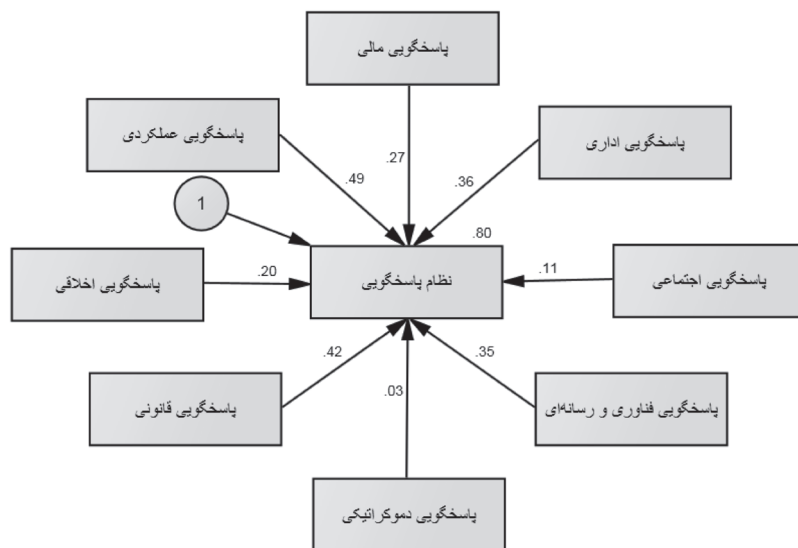 پاسخگویی مالی
پاسخگویی عملکردی
پاسخگویی اداری
.27
.49
.36
1
.80
نظام پاسخگویی
پاسخگویی اخلاقی
.20
.11
پاسخگویی اجتماعی
.42
.35
.03
پاسخگویی قانونی
پاسخگویی فناوری و رسانه‌ای
پاسخگویی دموکراتیکی